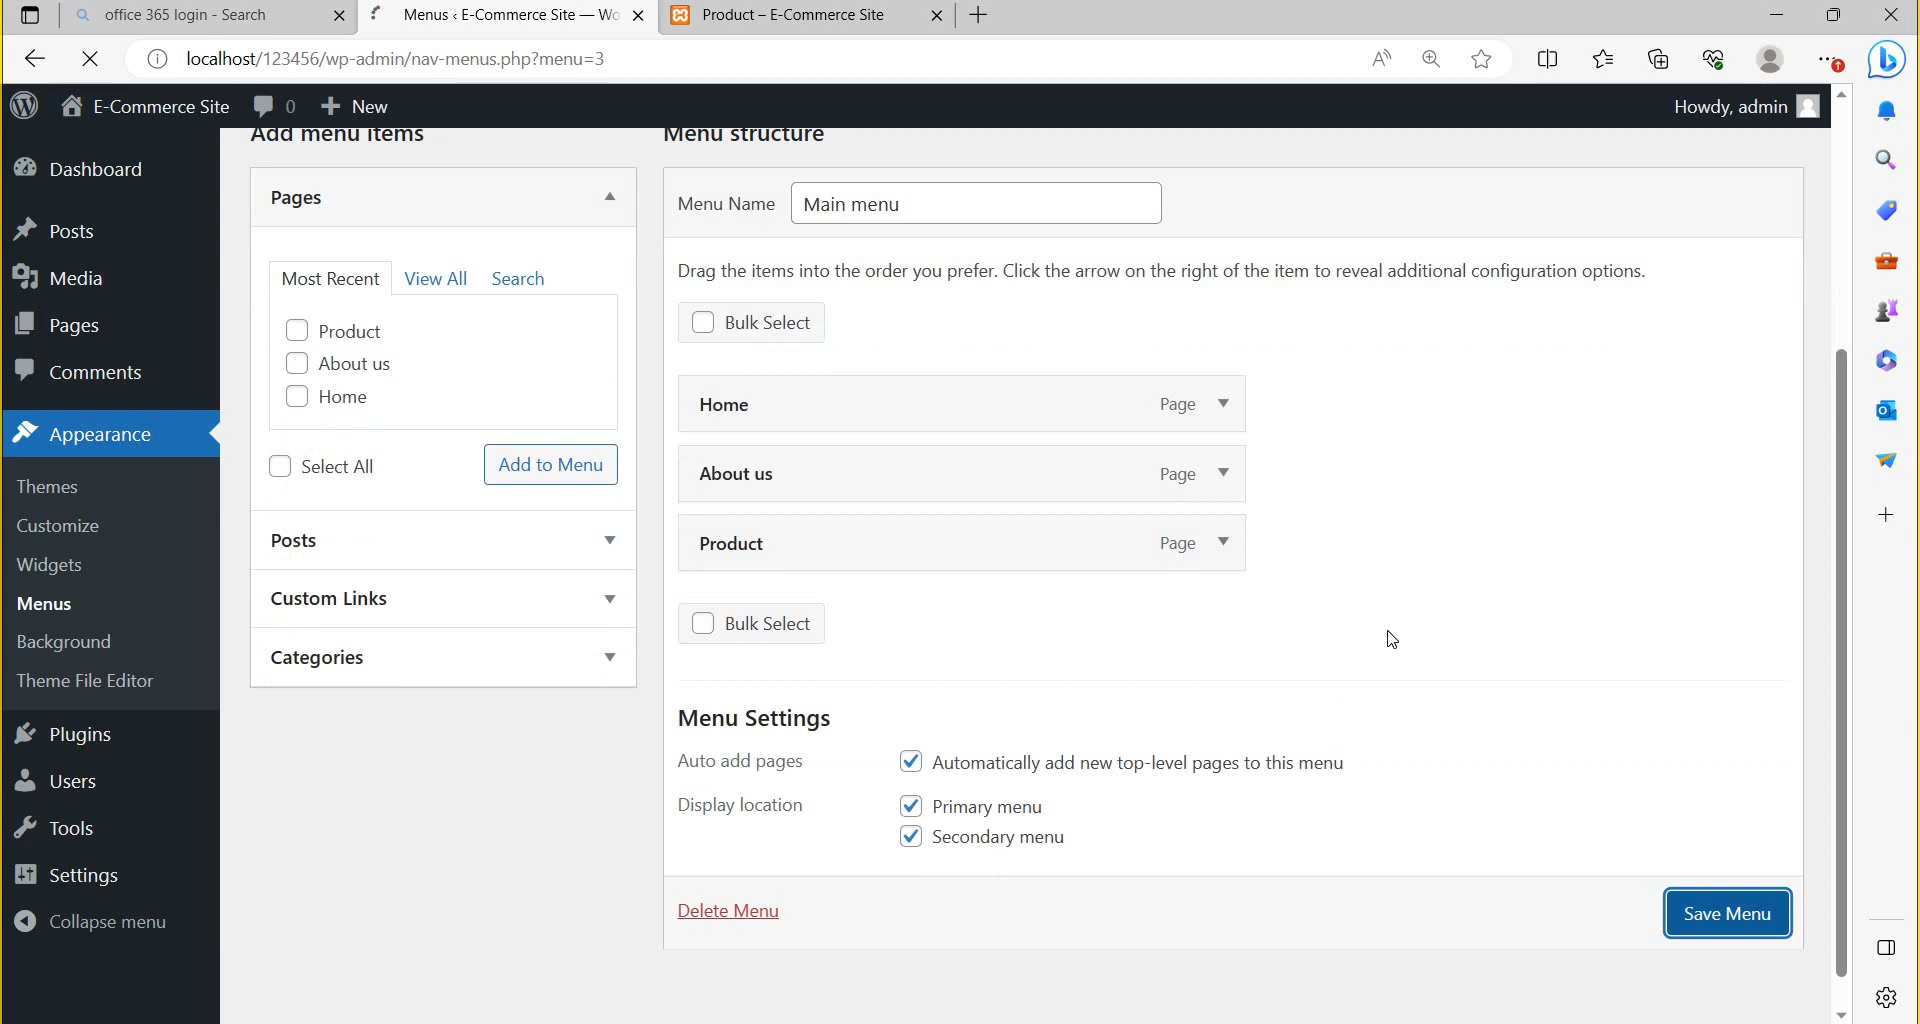 office 365 login - Search
Menus ‹ E-Commerce Site — Wo
Product – E-Commerce Site
localhost/123456/wp-admin/nav-menus.php?menu=3
E-Commerce Site 0 New
Howdy, admin
Dashboard
Posts
Media
Pages
Comments
Appearance
Themes
Customize
Widgets
Menus
Background
Theme File Editor
Plugins
Users
Tools
Settings
Collapse menu
Add menu items
Pages
Most Recent View All Search
Product
About us
Home
Select All
Add to Menu
Posts
Custom Links
Categories
Menu structure
Menu Name Main menu
Drag the items into the order you prefer. Click the arrow on the right of the item to reveal additional configuration options.
Bulk Select
Home Page
About us Page
Product Page
Bulk Select
Menu Settings
Auto add pages Automatically add new top-level pages to this menu
Display location Primary menu
Secondary menu
Delete Menu
Save Menu